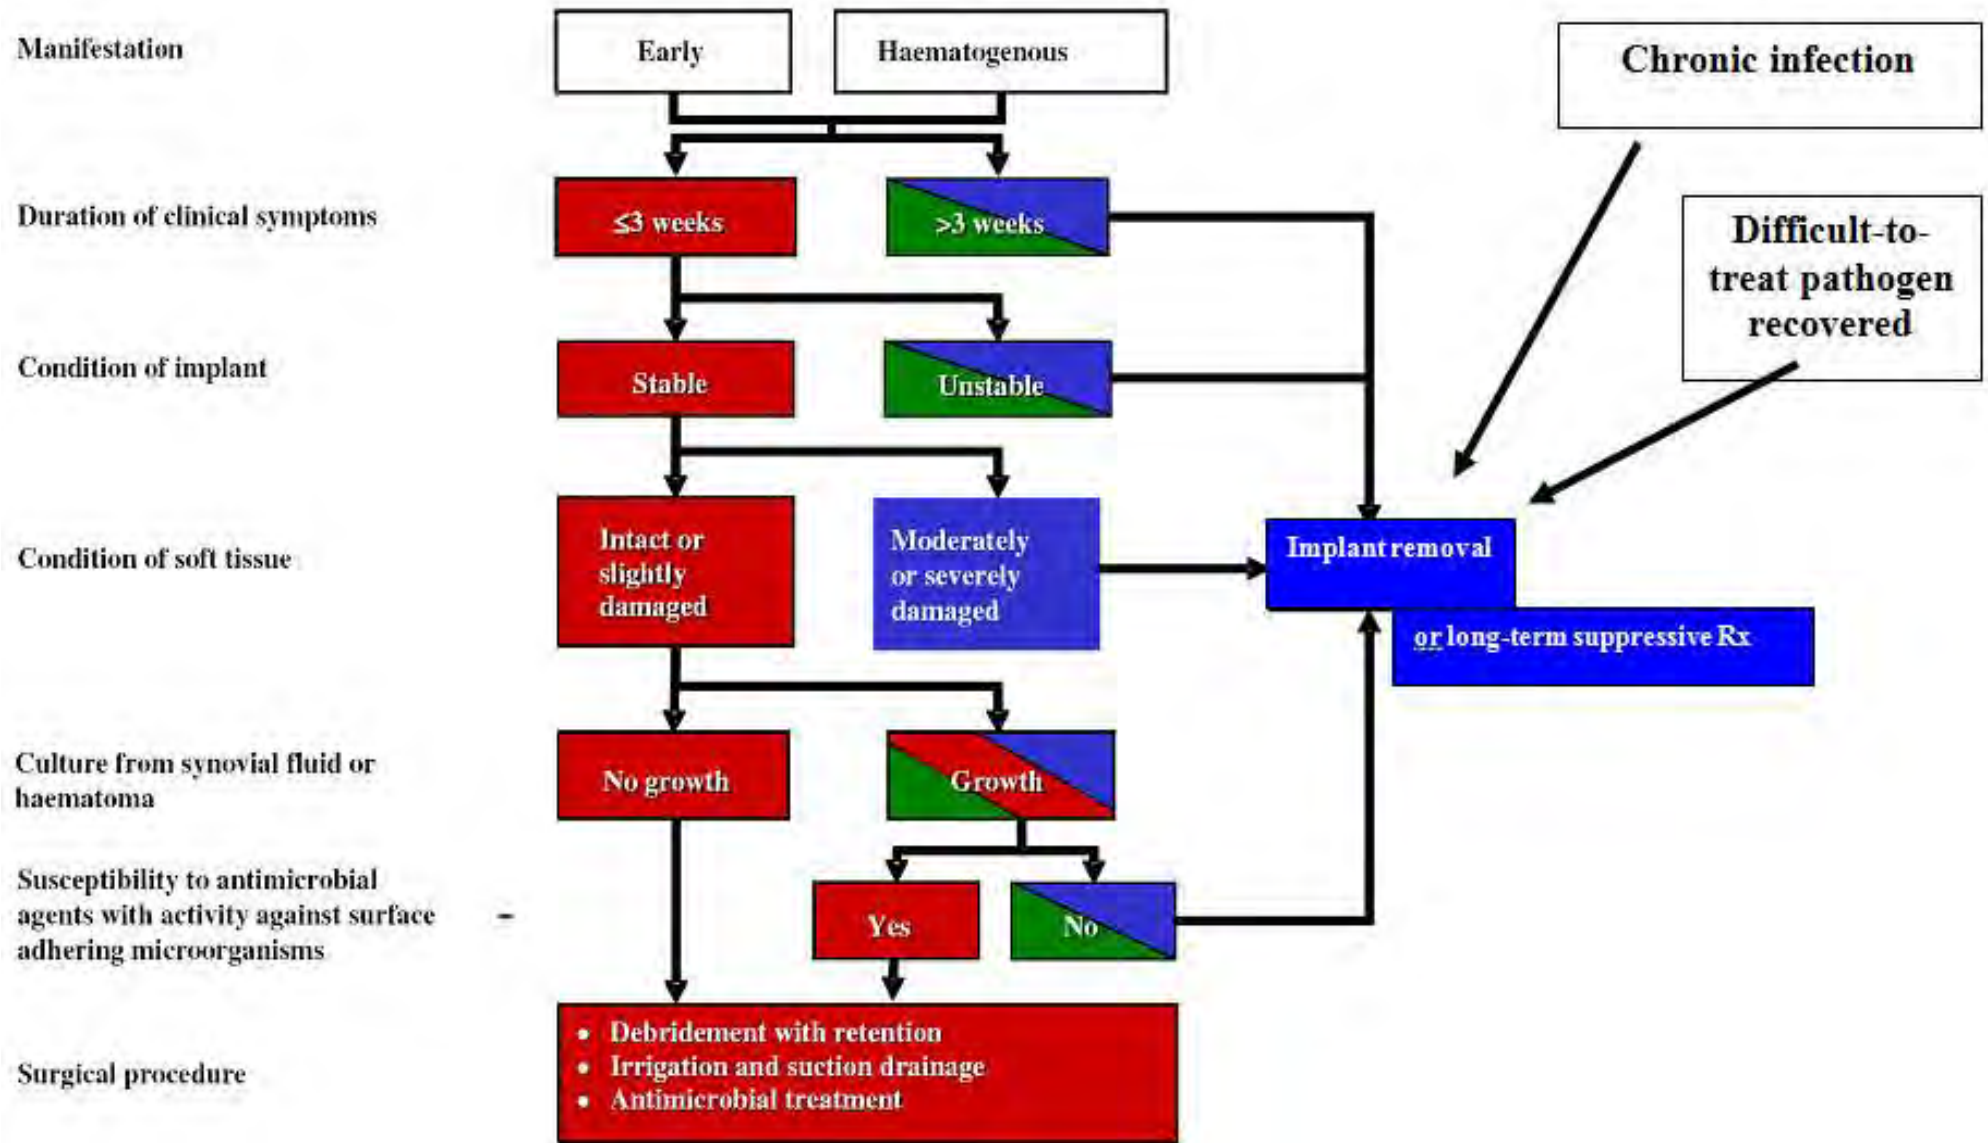 Manifestation
Early
Haematogenous
Chronic infection
Duration of clinical symptoms
≤3 weeks
>3 weeks
Difficult-to-
treat pathogen
recovered
Condition of implant
Stable
Unstable
Condition of soft tissue
Intact or
slightly
damaged
Moderately
or severely
damaged
Implant removal
or long-term suppressive Rx
Culture from synovial fluid or
haematoma
No growth
Growth
Susceptibility to antimicrobial
agents with activity against surface
adhering microorganisms
–
Yes
No
Surgical procedure
• Debridement with retention
• Irrigation and suction drainage
• Antimicrobial treatment